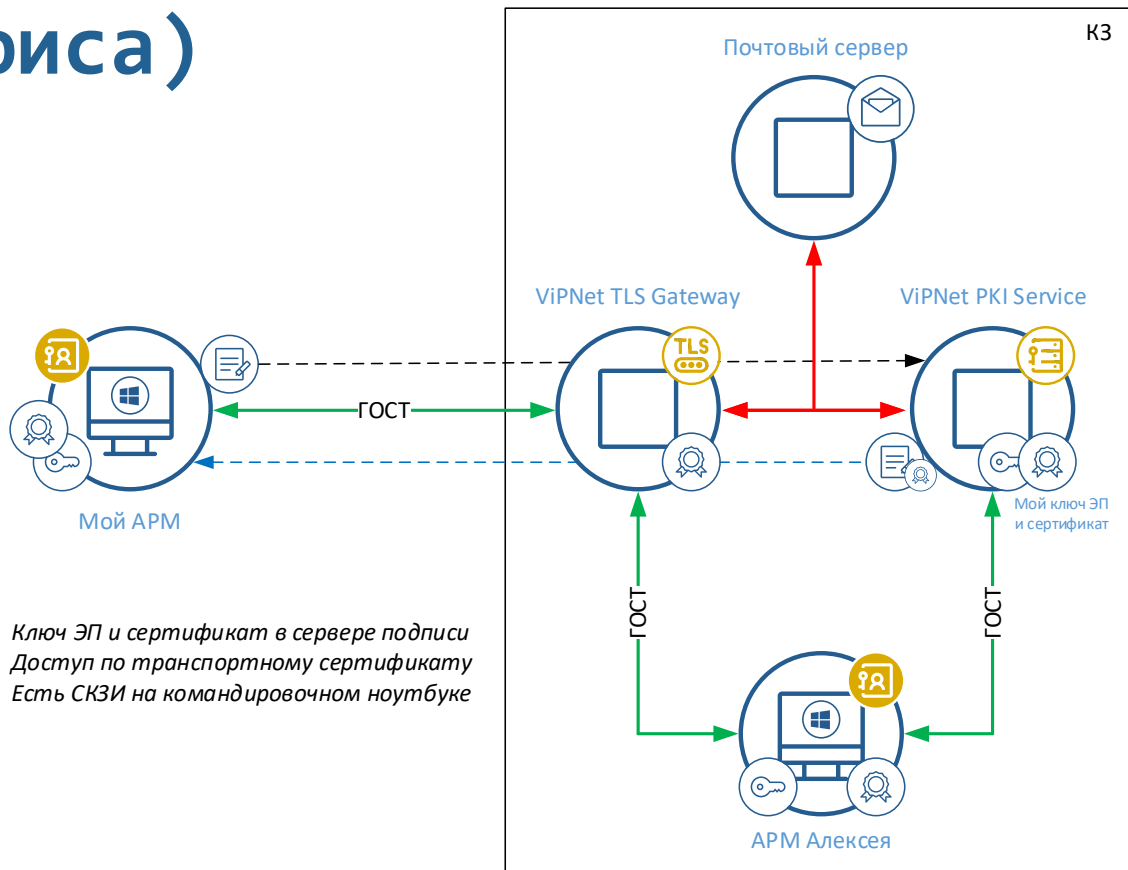 риса)
КЗ
Почтовый сервер
ViPNet TLS Gateway
ViPNet PKI Service
TLS
ГОСТ
Мой АРМ
Мой ключ ЭП
и сертификат
ГОСТ
ГОСТ
Ключ ЭП и сертификат в сервере подписи
Доступ по транспортному сертификату
Есть СКЗИ на командировочном ноутбуке
АРМ Алексея